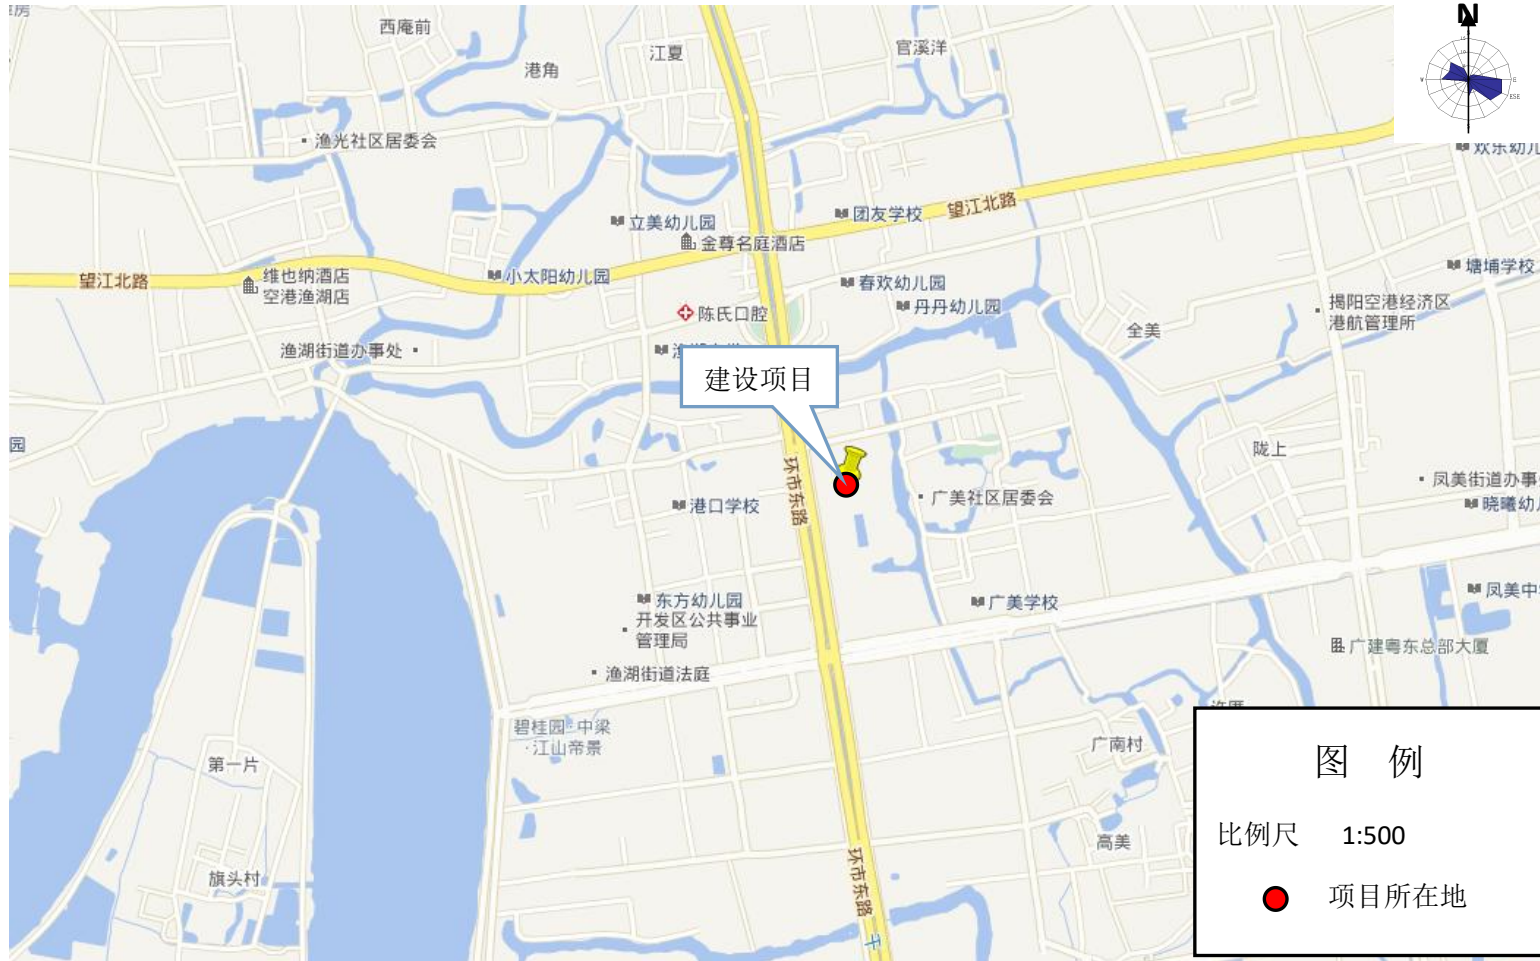 西庵前
江夏
港角
官溪洋
N
E
ESE
渔光社区居委会
欢乐幼儿
立美幼儿园
团友学校
望江北路
金尊名庭酒店
望江北路
维也纳酒店
空港渔湖店
小太阳幼儿园
春欢幼儿园
丹丹幼儿园
塘埔学校
陈氏口腔
揭阳空港经济区
港航管理所
全美
渔湖街道办事处
建设项目
园
陇上
环市东路
港口学校
广美社区居委会
凤美街道办事
晓曦幼儿
东方幼儿园
开发区公共事业
管理局
广美学校
凤美中
渔湖街道法庭
广建粤东总部大厦
碧桂园·中梁
·江山帝景
广南村
第一片
旗头村
高美
环市东路
图 例
比例尺 1:500
项目所在地